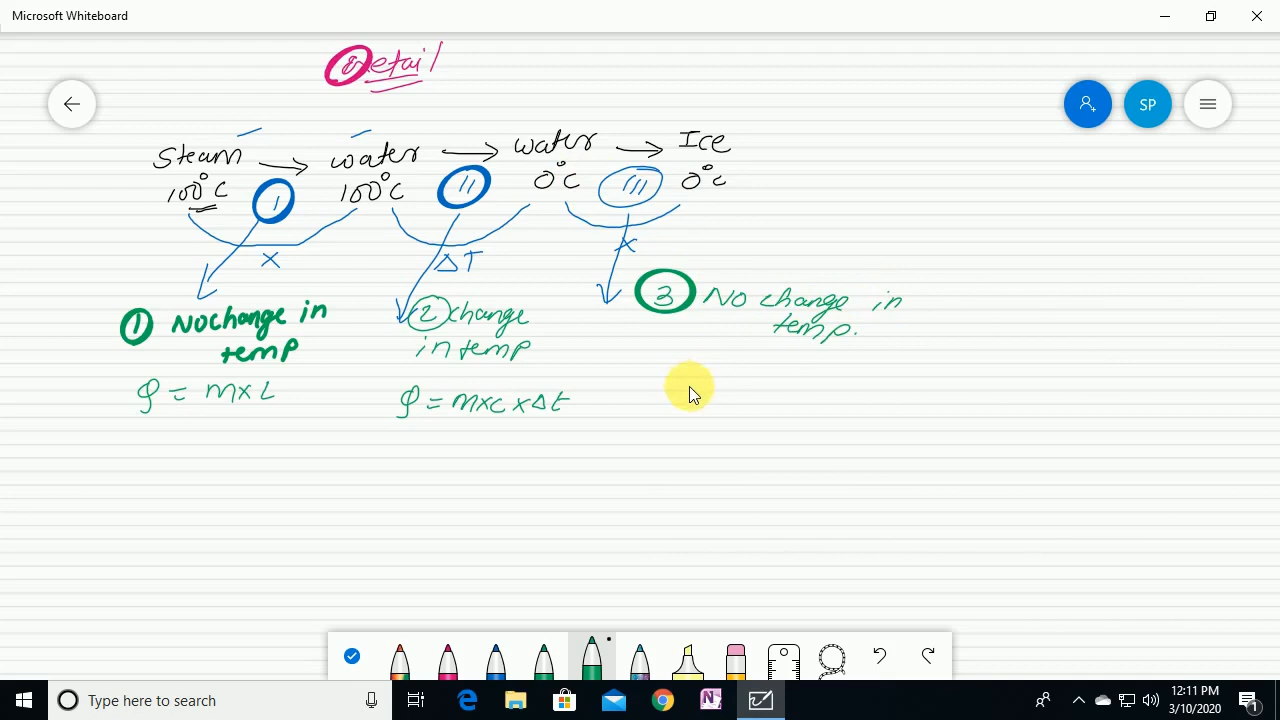 Microsoft Whiteboard
Detail
SP
Steam → water → water → Ice
100°C I 100°C II 0°C III 0°C
X ΔT X
① No change in temp
② change in temp
③ No change in temp.
Q = m×L
Q = m×c×Δt
Type here to search
12:11 PM
3/10/2020
1